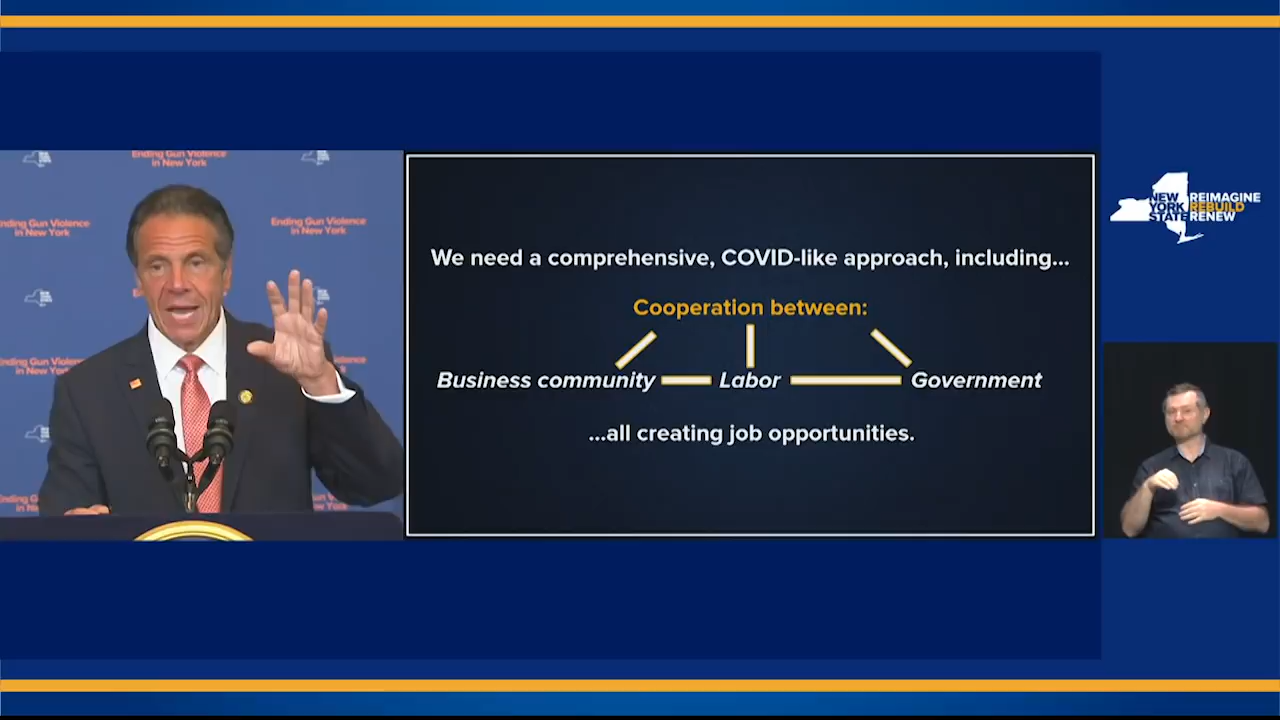 Ending Gun Violence
in New York
Ending Gun Violence
in New York
Ending Gun Violence
in New York
We need a comprehensive, COVID-like approach, including...
Cooperation between:
Business community
Labor
Government
...all creating job opportunities.
NEW
YORK
STATE
REIMAGINE
REBUILD
RENEW